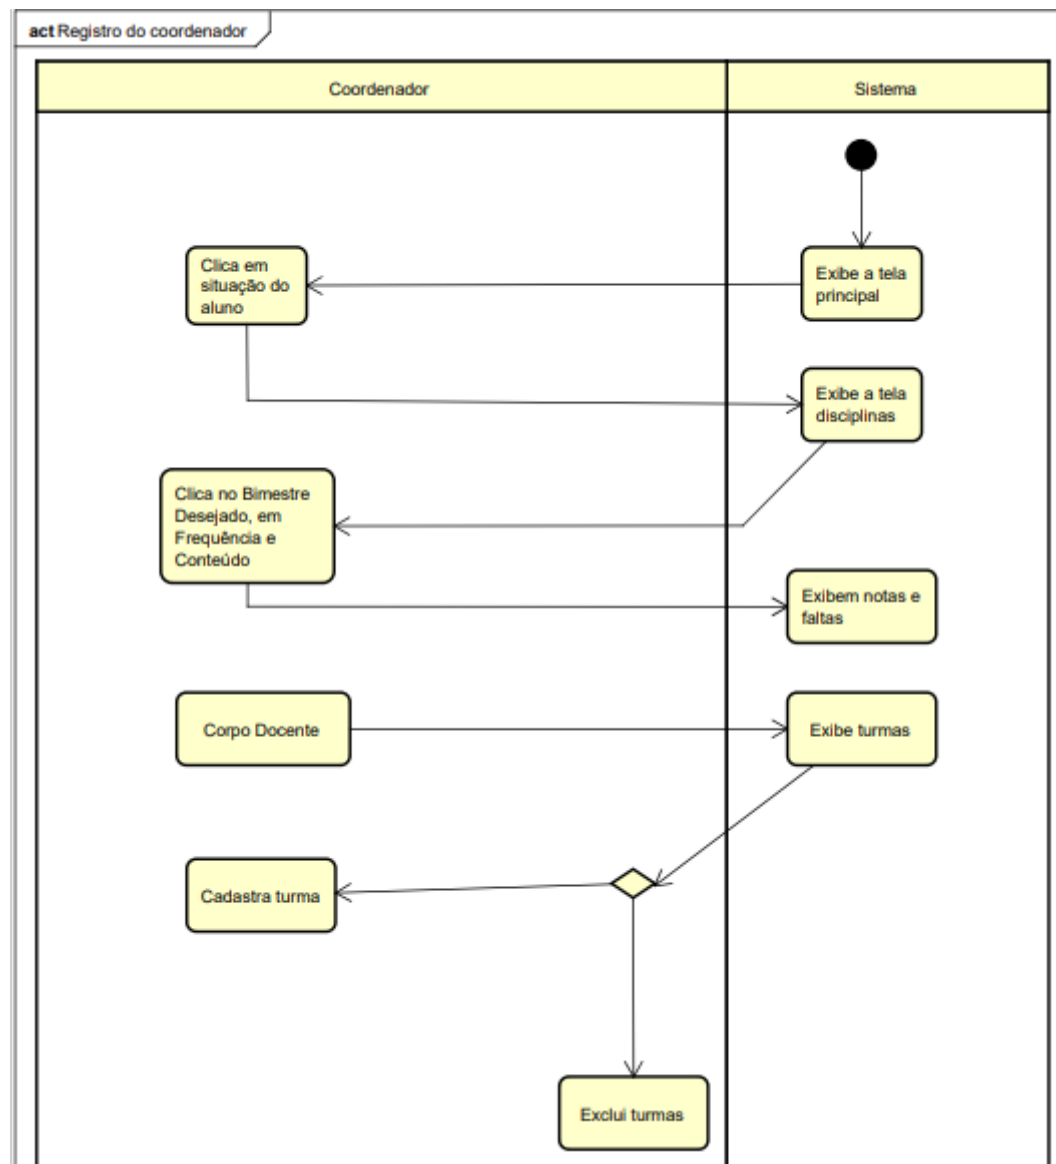 act Registro do coordenador
Coordenador
Sistema
Clica em
situação do
aluno
Exibe a tela
principal
Exibe a tela
disciplinas
Clica no Bimestre
Desejado, em
Frequência e
Conteúdo
Exibem notas e
faltas
Corpo Docente
Exibe turmas
Cadastra turma
Exclui turmas